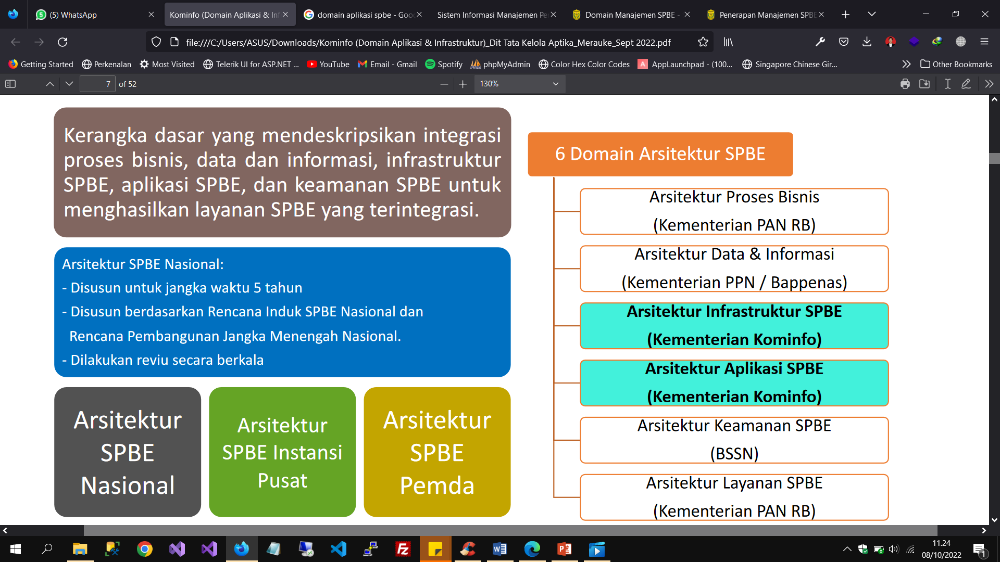 (5) WhatsApp
Kominfo (Domain Aplikasi & Inf
domain aplikasi spbe - Goo
Sistem Informasi Manajemen Pe
Domain Manajemen SPBE -
Penerapan Manajemen SPBE
file:///C:/Users/ASUS/Downloads/Kominfo (Domain Aplikasi & Infrastruktur)_Dit Tata Kelola Aptika_Merauke_Sept 2022.pdf
Getting Started
Perkenalan
Most Visited
Telerik UI for ASP.NET ...
YouTube
Email - Gmail
Spotify
phpMyAdmin
Color Hex Color Codes
AppLaunchpad - (100...
Singapore Chinese Gir...
Other Bookmarks
7 of 52
130%
Kerangka dasar yang mendeskripsikan integrasi
proses bisnis, data dan informasi, infrastruktur
SPBE, aplikasi SPBE, dan keamanan SPBE untuk
menghasilkan layanan SPBE yang terintegrasi.
Arsitektur SPBE Nasional:
- Disusun untuk jangka waktu 5 tahun
- Disusun berdasarkan Rencana Induk SPBE Nasional dan
Rencana Pembangunan Jangka Menengah Nasional.
- Dilakukan reviu secara berkala
Arsitektur
SPBE
Nasional
Arsitektur
SPBE Instansi
Pusat
Arsitektur
SPBE
Pemda
6 Domain Arsitektur SPBE
Arsitektur Proses Bisnis
(Kementerian PAN RB)
Arsitektur Data & Informasi
(Kementerian PPN / Bappenas)
Arsitektur Infrastruktur SPBE
(Kementerian Kominfo)
Arsitektur Aplikasi SPBE
(Kementerian Kominfo)
Arsitektur Keamanan SPBE
(BSSN)
Arsitektur Layanan SPBE
(Kementerian PAN RB)
11.24
08/10/2022
1